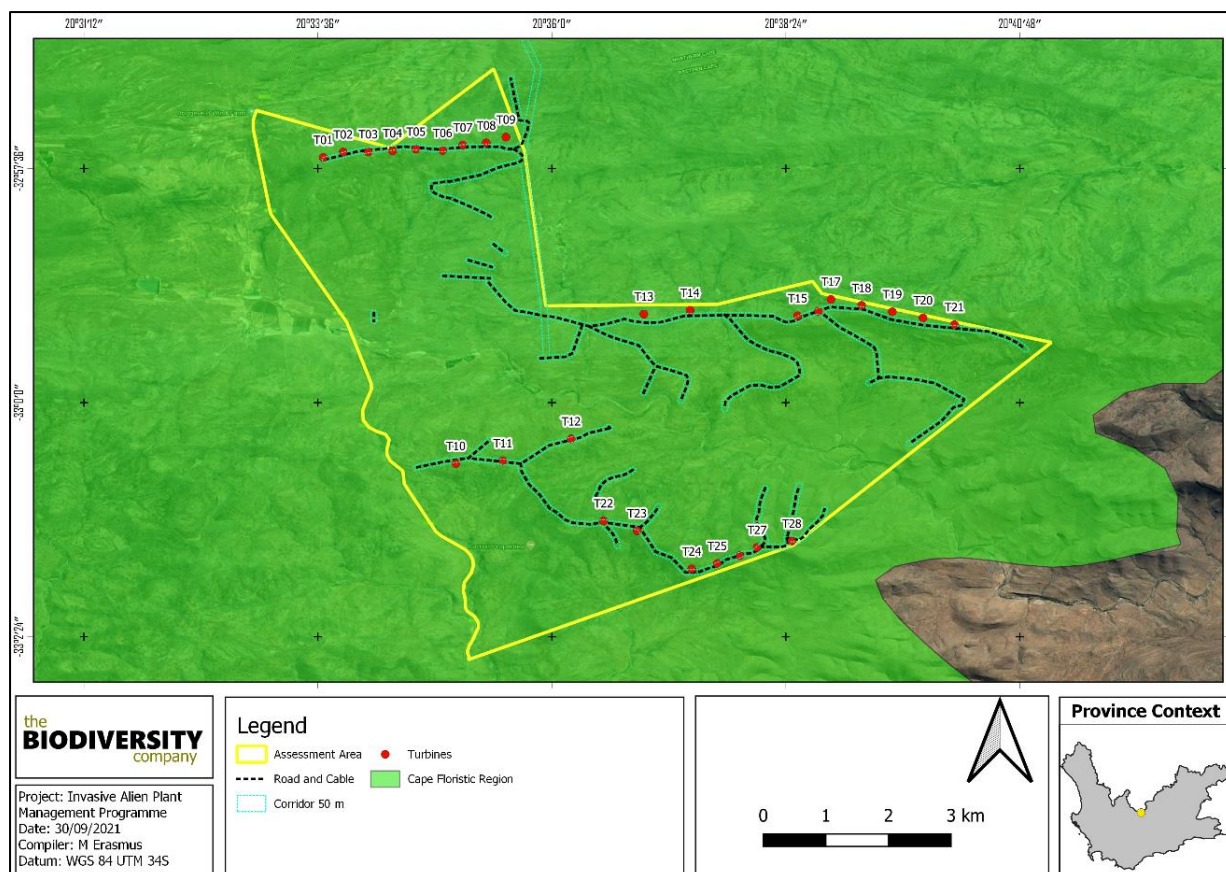 20°31'12" 20°33'36" 20°36'0" 20°38'24" 20°40'48"
-32°57'36"
-33°0'0"
-33°2'24"
T01 T02 T03 T04 T05 T06 T07 T08 T09
T13 T14 T15 T17 T18 T19 T20 T21
T10 T11 T12
T22 T23 T24 T25 T27 T28
the
BIODIVERSITY
company
Project: Invasive Alien Plant
Management Programme
Date: 30/09/2021
Compiler: M Erasmus
Datum: WGS 84 UTM 34S
Legend
Assessment Area Turbines
Road and Cable Cape Floristic Region
Corridor 50 m
0 1 2 3 km
Province Context